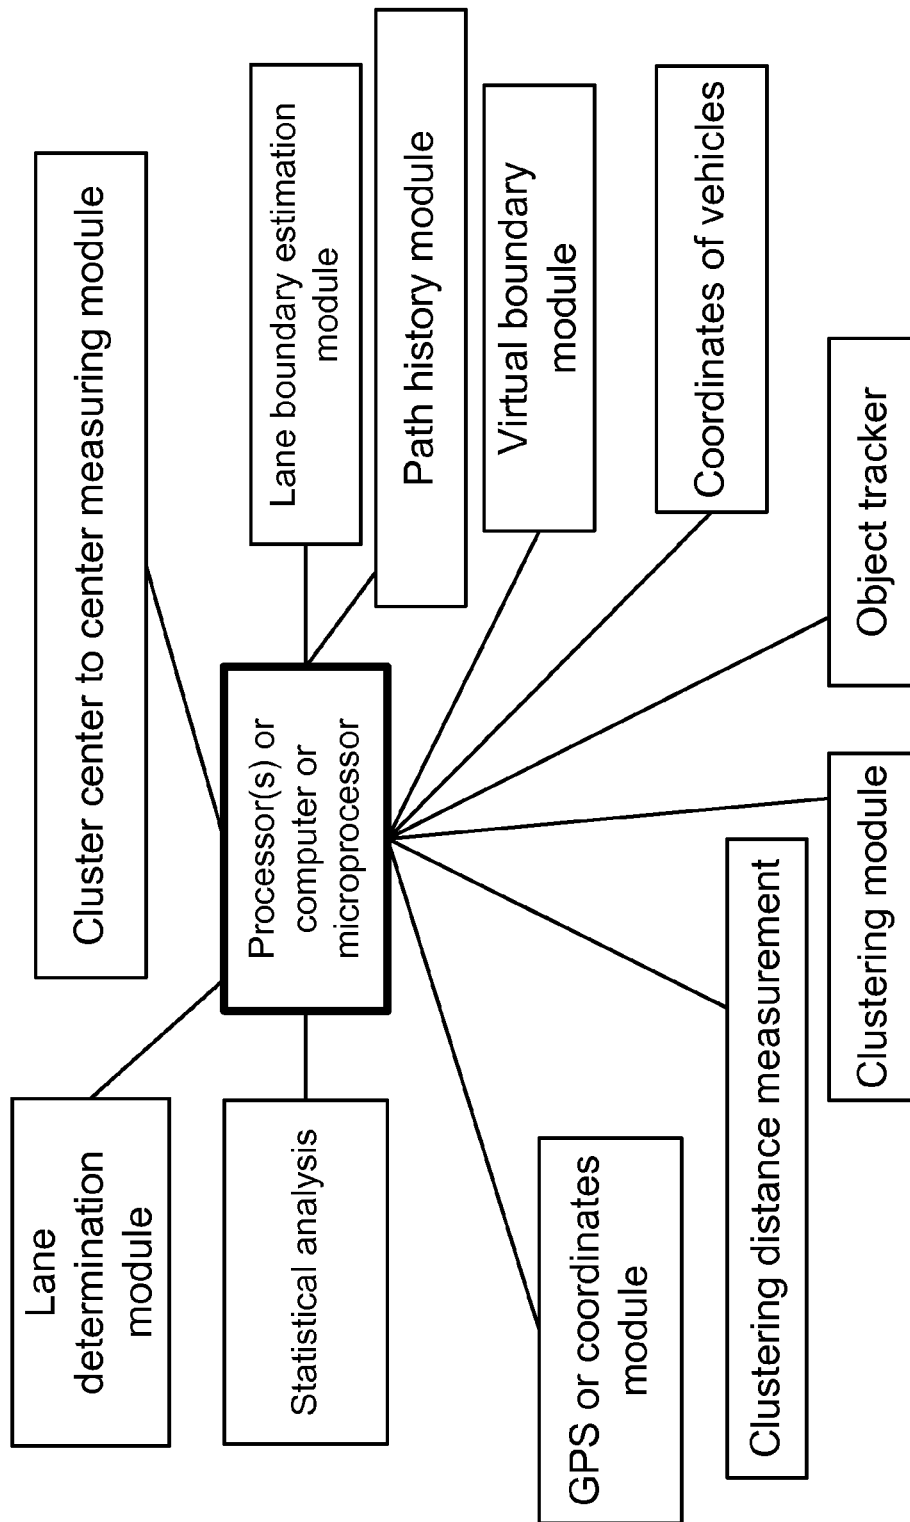 Lane
determination
module
Cluster center to center measuring module
Statistical analysis
Processor(s) or
computer or
microprocessor
Lane boundary estimation
module
Path history module
Virtual boundary
module
GPS or coordinates
module
Coordinates of vehicles
Clustering distance measurement
Clustering module
Object tracker